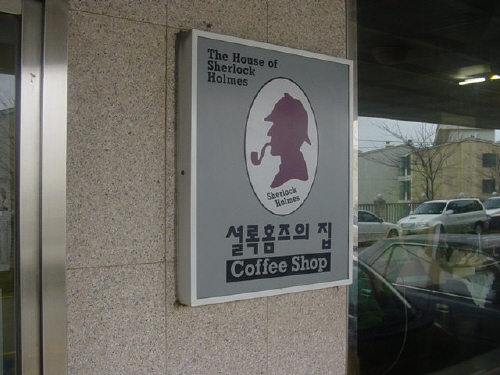 The House of
Sherlock
Holmes
Sherlock
Holmes
셜록홈즈의 집
Coffee Shop